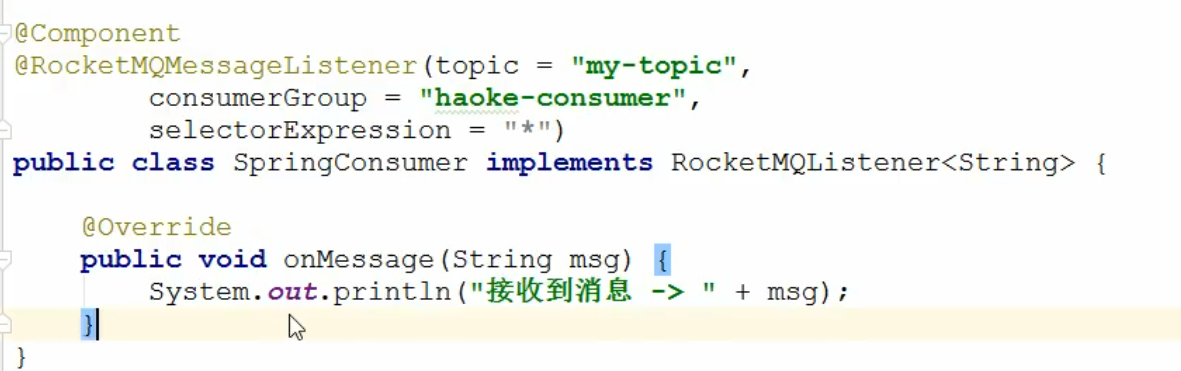 @Component
@RocketMQMessageListener(topic = "my-topic",
        consumerGroup = "haoke-consumer",
        selectorExpression = "*")
public class SpringConsumer implements RocketMQListener<String> {
    @Override
    public void onMessage(String msg) {
        System.out.println("接收到消息 -> " + msg);
    }
}